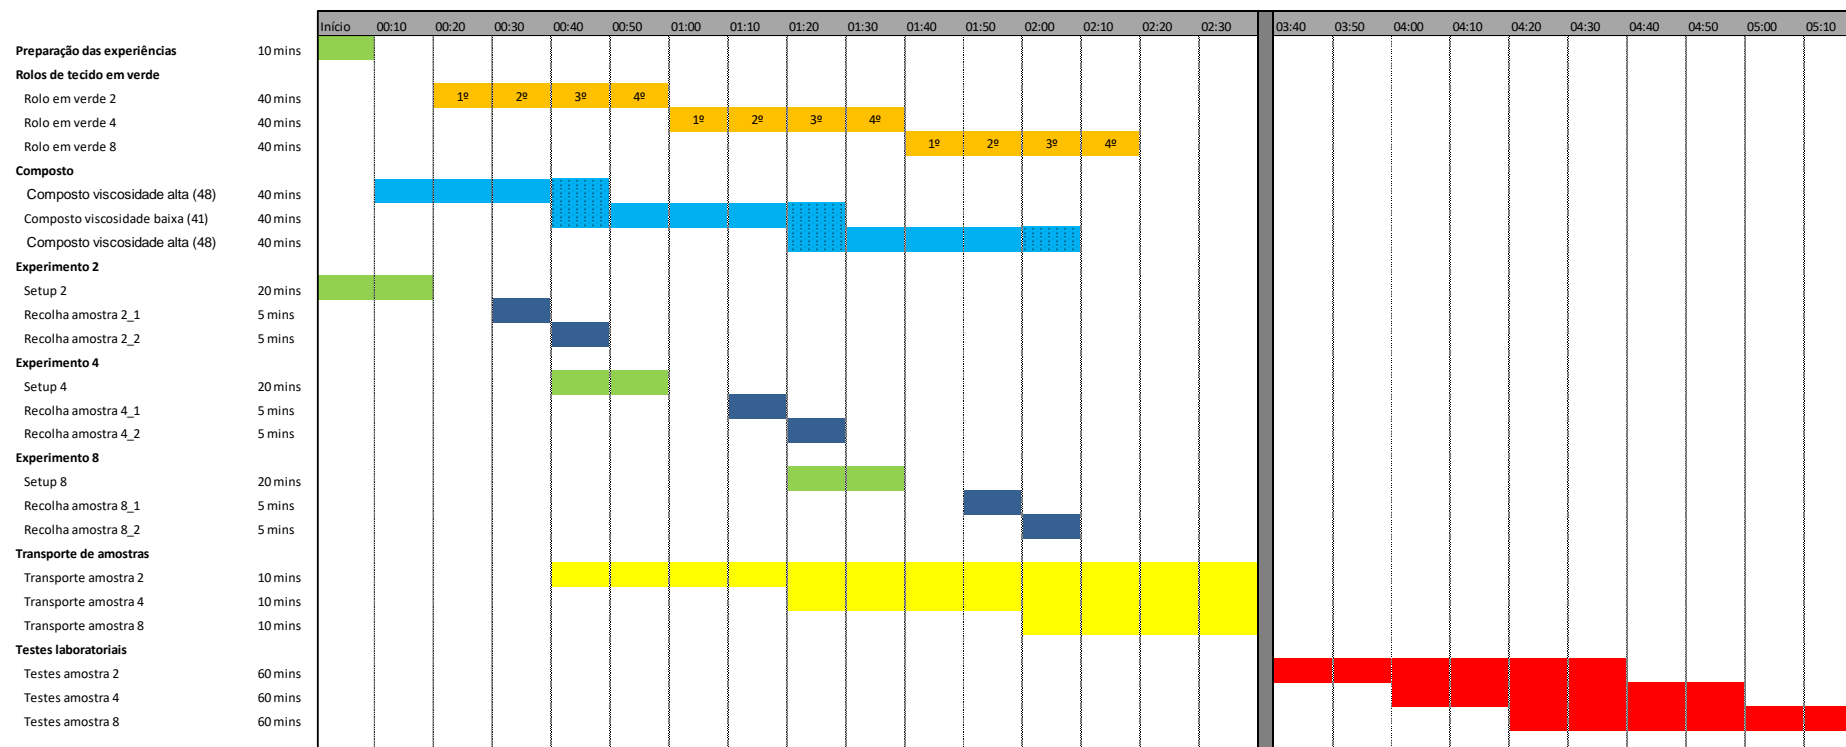 Início 00:10 00:20 00:30 00:40 00:50 01:00 01:10 01:20 01:30 01:40 01:50 02:00 02:10 02:20 02:30 03:40 03:50 04:00 04:10 04:20 04:30 04:40 04:50 05:00 05:10
Preparação das experiências 10 mins
Rolos de tecido em verde
Rolo em verde 2 40 mins 1º 2º 3º 4º
Rolo em verde 4 40 mins 1º 2º 3º 4º
Rolo em verde 8 40 mins 1º 2º 3º 4º
Composto
Composto viscosidade alta (48) 40 mins
Composto viscosidade baixa (41) 40 mins
Composto viscosidade alta (48) 40 mins
Experimento 2
Setup 2 20 mins
Recolha amostra 2_1 5 mins
Recolha amostra 2_2 5 mins
Experimento 4
Setup 4 20 mins
Recolha amostra 4_1 5 mins
Recolha amostra 4_2 5 mins
Experimento 8
Setup 8 20 mins
Recolha amostra 8_1 5 mins
Recolha amostra 8_2 5 mins
Transporte de amostras
Transporte amostra 2 10 mins
Transporte amostra 4 10 mins
Transporte amostra 8 10 mins
Testes laboratoriais
Testes amostra 2 60 mins
Testes amostra 4 60 mins
Testes amostra 8 60 mins